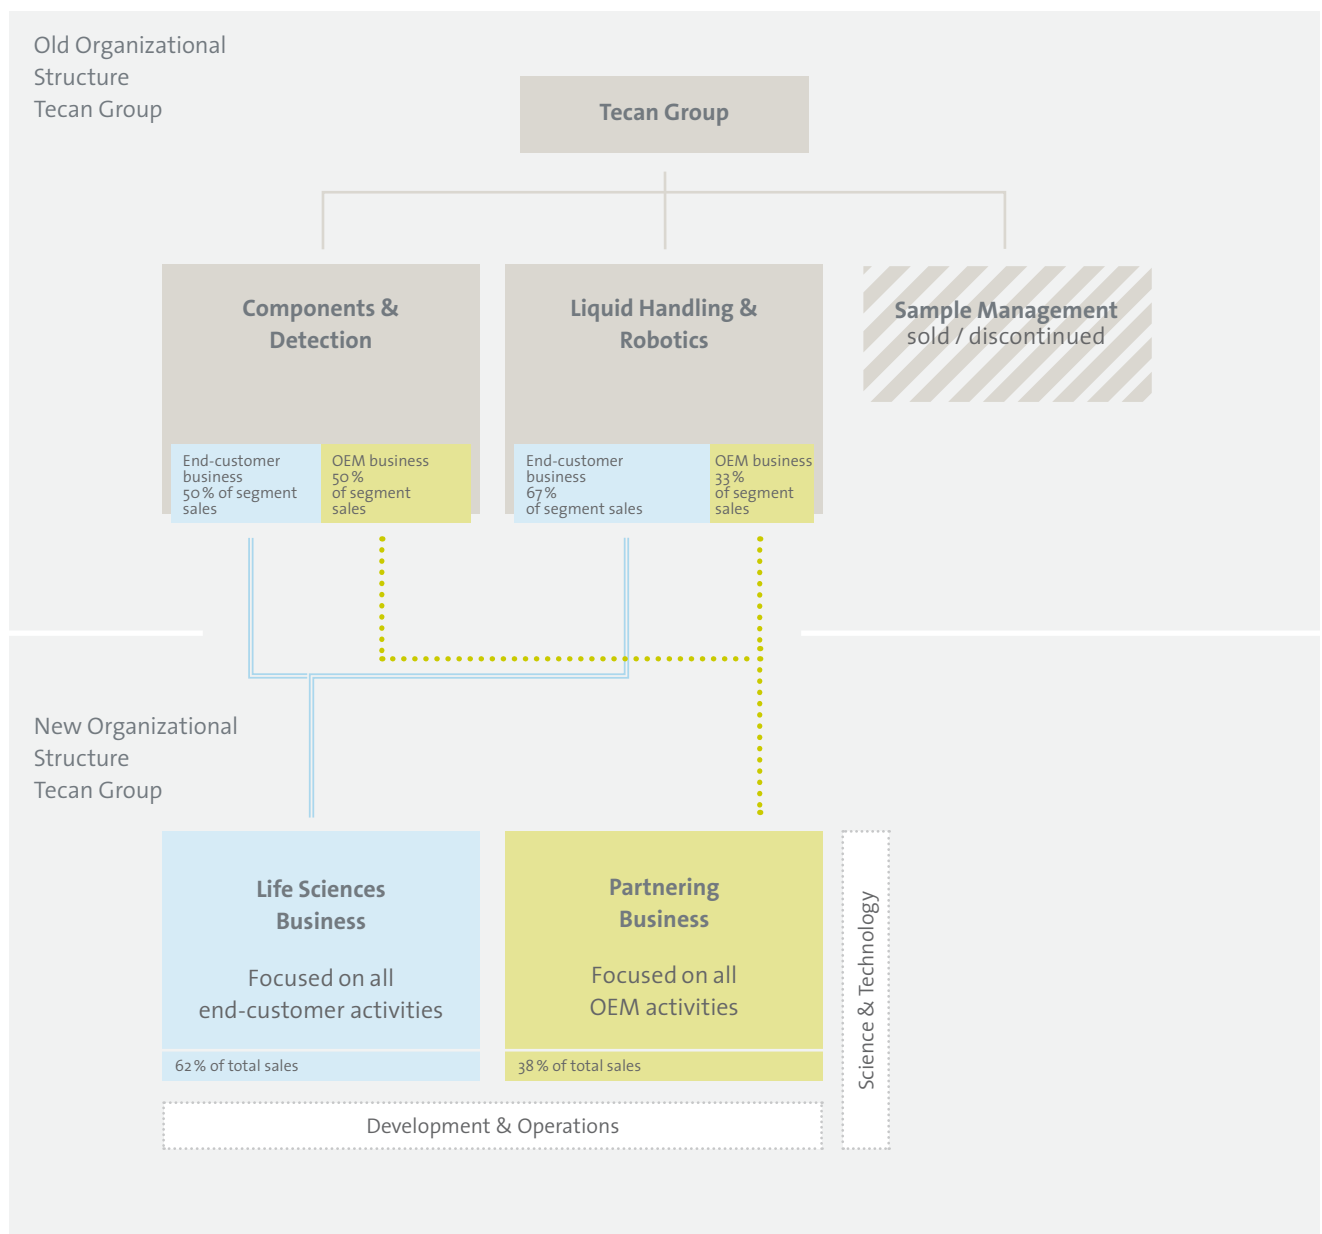 Old Organizational
Structure
Tecan Group
Tecan Group
Components &
Detection
Liquid Handling &
Robotics
Sample Management
sold / discontinued
End-customer
business
50 % of segment
sales
OEM business
50 %
of segment
sales
End-customer
business
67 %
of segment sales
OEM business
33 %
of segment
sales
New Organizational
Structure
Tecan Group
Life Sciences
Business
Focused on all
end-customer activities
62 % of total sales
Partnering
Business
Focused on all
OEM activities
38 % of total sales
Science & Technology
Development & Operations